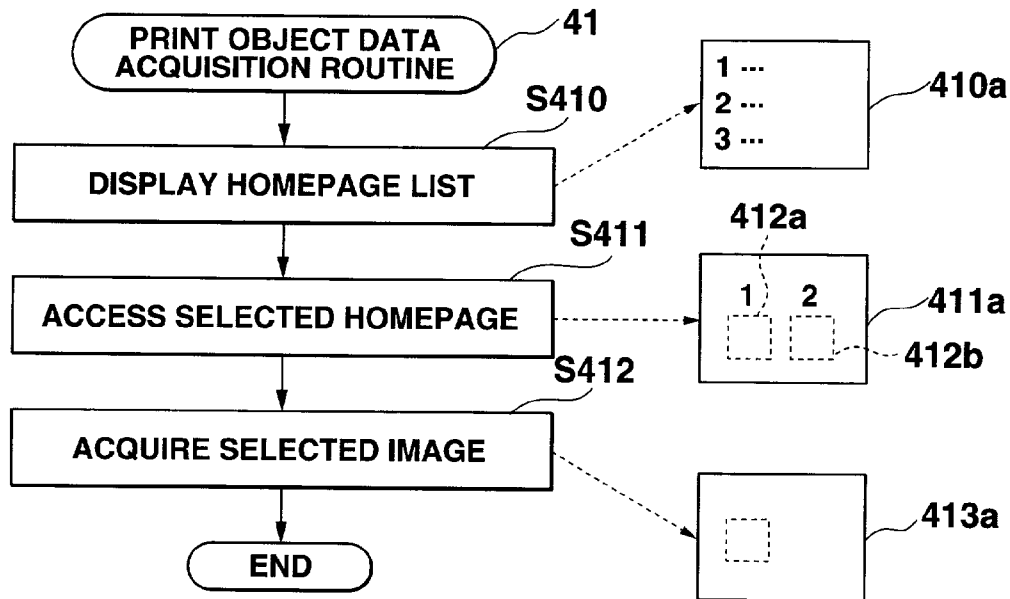 PRINT OBJECT DATA
ACQUISITION ROUTINE
41
S410
DISPLAY HOMEPAGE LIST
1 ...
2 ...
3 ...
410a
S411
ACCESS SELECTED HOMEPAGE
412a
1 2
411a
412b
S412
ACQUIRE SELECTED IMAGE
413a
END